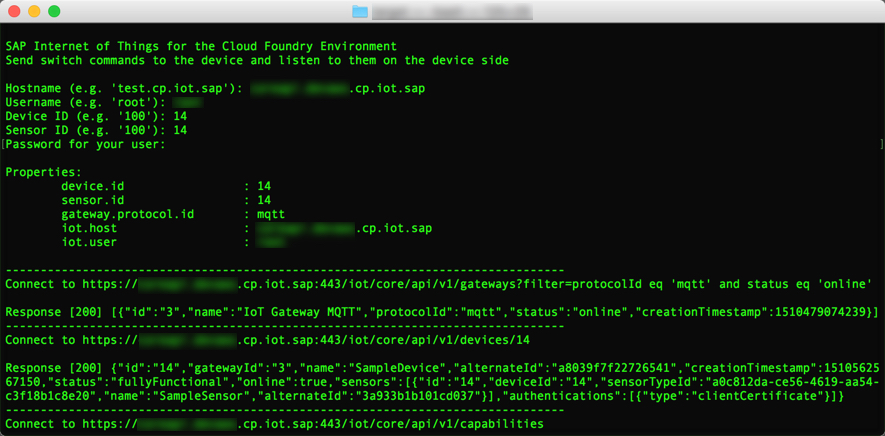 SAP Internet of Things for the Cloud Foundry Environment
Send switch commands to the device and listen to them on the device side
Hostname (e.g. 'test.cp.iot.sap'): .cp.iot.sap
Username (e.g. 'root'):
Device ID (e.g. '100'): 14
Sensor ID (e.g. '100'): 14
[Password for your user: ]
Properties:
device.id : 14
sensor.id : 14
gateway.protocol.id : mqtt
iot.host : .cp.iot.sap
iot.user :
--------------------------------------------------------------------------------
Connect to https:// .cp.iot.sap:443/iot/core/api/v1/gateways?filter=protocolId eq 'mqtt' and status eq 'online'
Response [200] [{"id":"3","name":"IoT Gateway MQTT","protocolId":"mqtt","status":"online","creationTimestamp":1510479074239}]
--------------------------------------------------------------------------------
Connect to https:// .cp.iot.sap:443/iot/core/api/v1/devices/14
Response [200] {"id":"14","gatewayId":"3","name":"SampleDevice","alternateId":"a8039f7f22726541","creationTimestamp":15105625
67150,"status":"fullyFunctional","online":true,"sensors":[{"id":"14","deviceId":"14","sensorTypeId":"a0c812da-ce56-4619-aa54-
c3f18b1c8e20","name":"SampleSensor","alternateId":"3a933b1b101cd037"}],"authentications":[{"type":"clientCertificate"}]}
--------------------------------------------------------------------------------
Connect to https:// .cp.iot.sap:443/iot/core/api/v1/capabilities